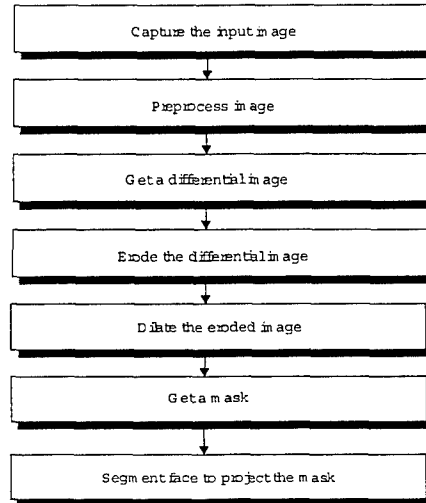 Capture the input image
Preprocess image
Get a differential image
Erode the differential image
Dilate the eroded image
Get a mask
Segment face to project the mask